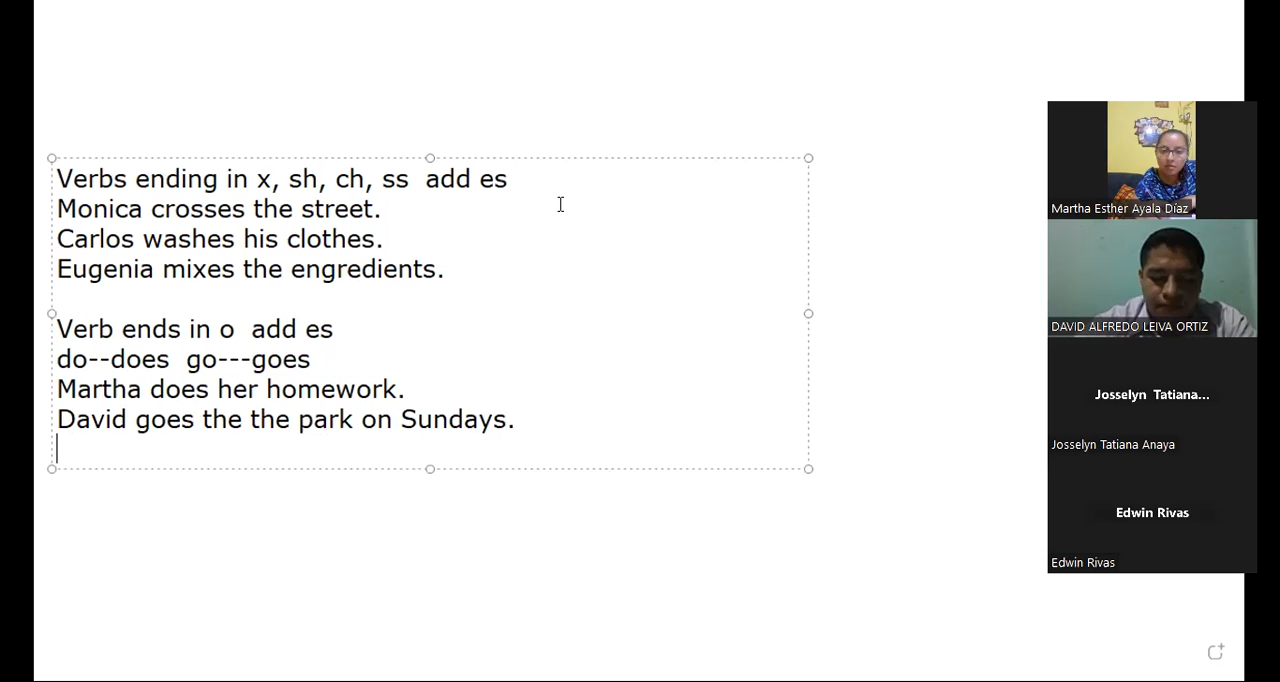 Verbs ending in x, sh, ch, ss  add es
Monica crosses the street.
Carlos washes his clothes.
Eugenia mixes the engredients.
Verb ends in o  add es
do--does  go---goes
Martha does her homework.
David goes the the park on Sundays.
Martha Esther Ayala Díaz
DAVID ALFREDO LEIVA ORTIZ
Josselyn Tatiana...
Josselyn Tatiana Anaya
Edwin Rivas
Edwin Rivas